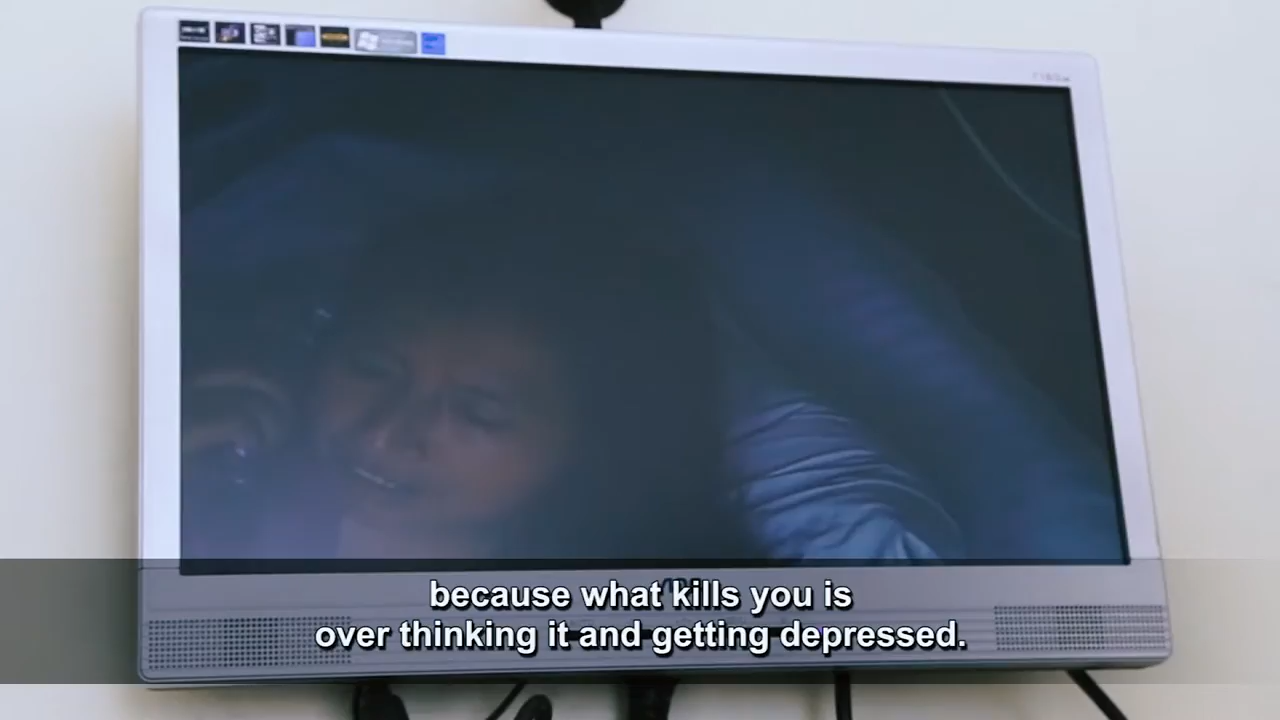 because what kills you is
over thinking it and getting depressed.